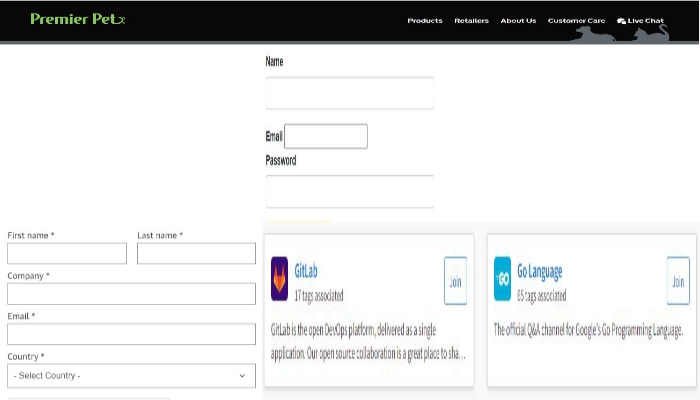 Premier Pet
Products Retailers About Us Customer Care Live Chat
Name
Email
Password
First name * Last name *
Company *
Email *
Country *
- Select Country -
GitLab
17 tags associated
Join
GitLab is the open DevOps platform, delivered as a single
application. Our open source collaboration is a great place to sha...
GO
Go Language
65 tags associated
Join
The official Q&A channel for Google's Go Programming Language.